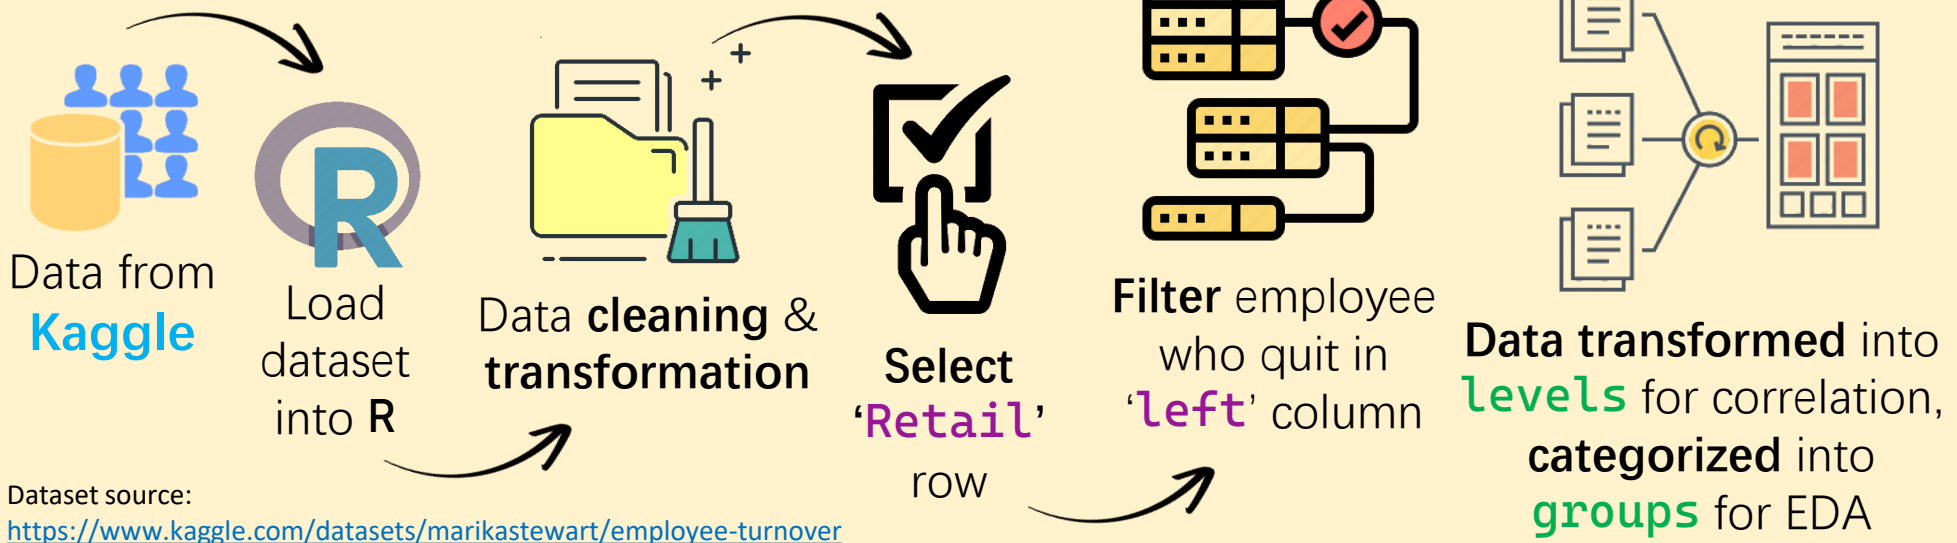 Data from
Kaggle
R
Load
dataset
into R
Data cleaning &
transformation
Select
‘Retail’
row
Filter employee
who quit in
‘left’ column
Data transformed into
levels for correlation,
categorized into
groups for EDA
Dataset source:
https://www.kaggle.com/datasets/marikastewart/employee-turnover